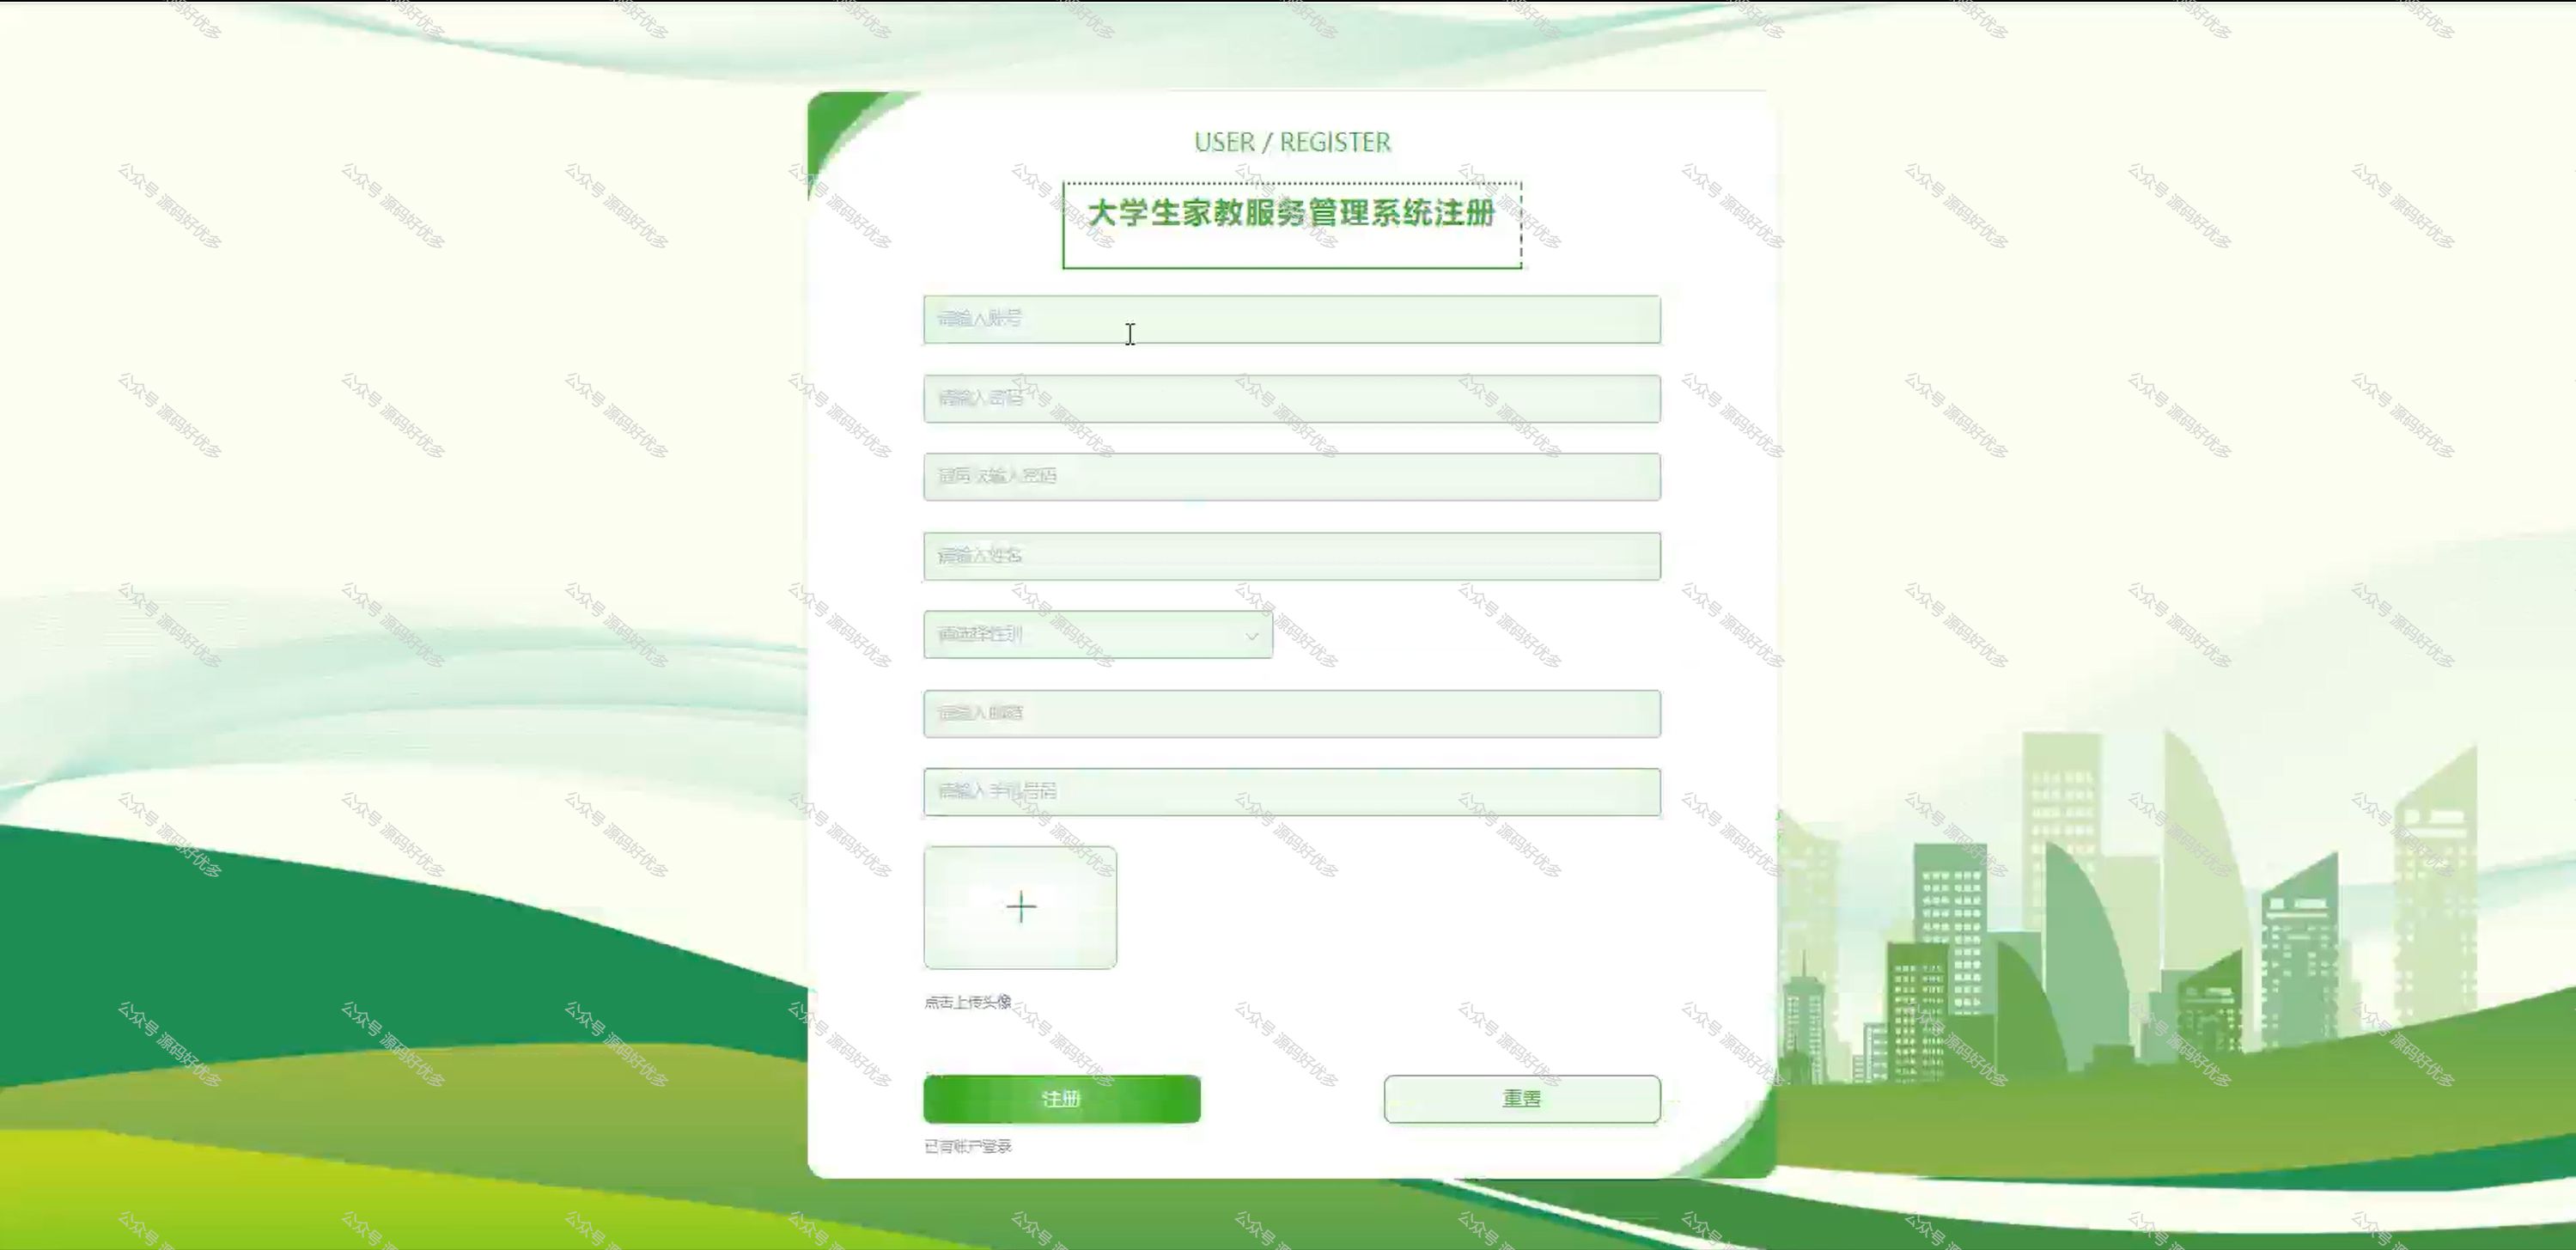 USER / REGISTER
大学生家教服务管理系统注册
请输入账号
请输入密码
请再次输入密码
请输入姓名
请选择性别
请输入邮箱
请输入手机号码
点击上传头像
注册
重置
已有账户登录
公众号 源码好优多